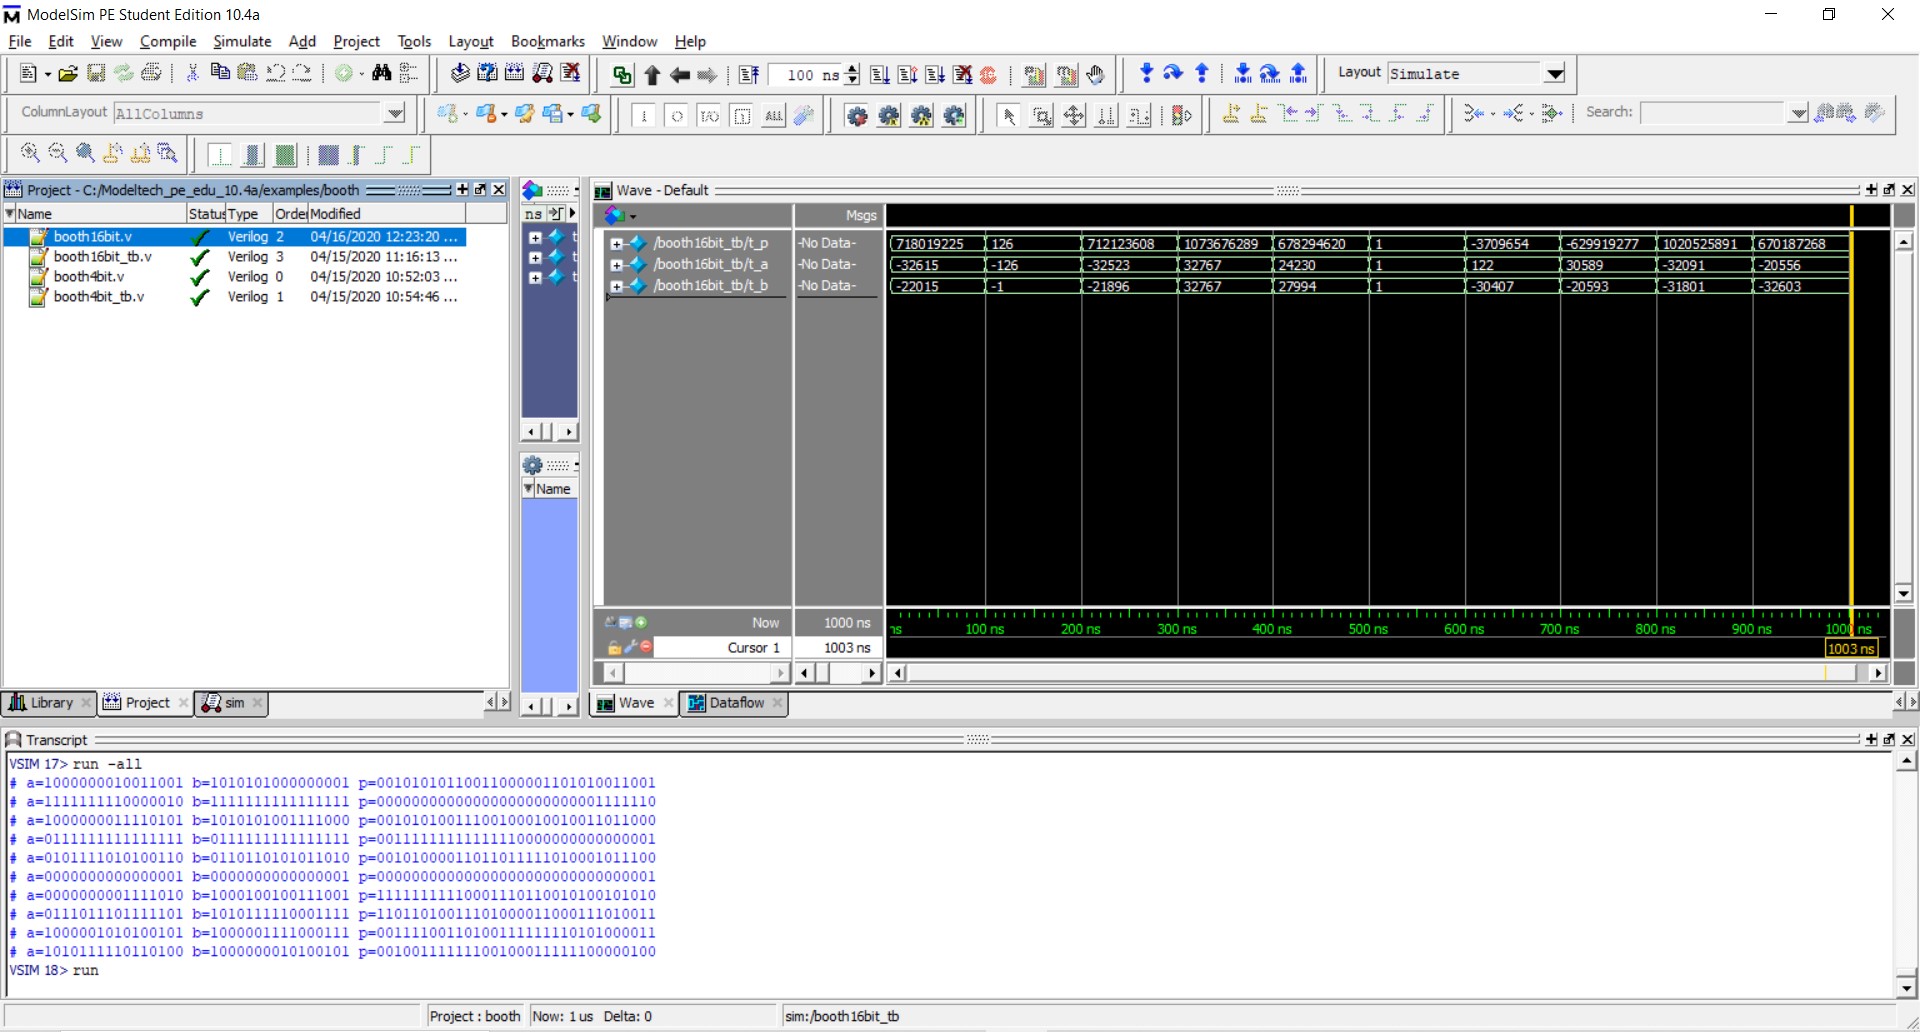 ModelSim PE Student Edition 10.4a
File Edit View Compile Simulate Add Project Tools Layout Bookmarks Window Help
100 ns
Layout Simulate
ColumnLayout AllColumns
ALL
Search:
Project - C:/Modeltech_pe_edu_10.4a/examples/booth
Name Status Type Order Modified
booth16bit.v Verilog 2 04/16/2020 12:23:20 ...
booth16bit_tb.v Verilog 3 04/15/2020 11:16:13 ...
booth4bit.v Verilog 0 04/15/2020 10:52:03 ...
booth4bit_tb.v Verilog 1 04/15/2020 10:54:46 ...
Library Project sim
ns
Name
Wave - Default
Msgs
/booth16bit_tb/t_p -No Data- 718019225 126 712123608 1073676289 678294620 1 -3709654 -629919277 1020525891 670187268
/booth16bit_tb/t_a -No Data- -32615 -126 -32523 32767 24230 1 122 30589 -32091 -20556
/booth16bit_tb/t_b -No Data- -22015 -1 -21896 32767 27994 1 -30407 -20593 -31801 -32603
Now 1000 ns
ns 100 ns 200 ns 300 ns 400 ns 500 ns 600 ns 700 ns 800 ns 900 ns 1000 ns
Cursor 1 1003 ns 1003 ns
Wave Dataflow
Transcript
VSIM 17> run -all
# a=1000000010011001 b=1010101000000001 p=00101010110011000001101010011001
# a=1111111110000010 b=1111111111111111 p=00000000000000000000000001111110
# a=1000000011110101 b=1010101001111000 p=00101010011100100010010011011000
# a=0111111111111111 b=0111111111111111 p=00111111111111110000000000000001
# a=0101111010100110 b=0110110101011010 p=00101000011011011111010001011100
# a=0000000000000001 b=0000000000000001 p=00000000000000000000000000000001
# a=0000000001111010 b=1000100100111001 p=11111111110001110110010100101010
# a=0111011101111101 b=1010111110001111 p=11011010011101000011000111010011
# a=1000001010100101 b=1000001111000111 p=00111100110100111111110101000011
# a=1010111110110100 b=1000000010100101 p=00100111111100100011111100000100
VSIM 18> run
Project : booth Now: 1 us Delta: 0 sim:/booth16bit_tb